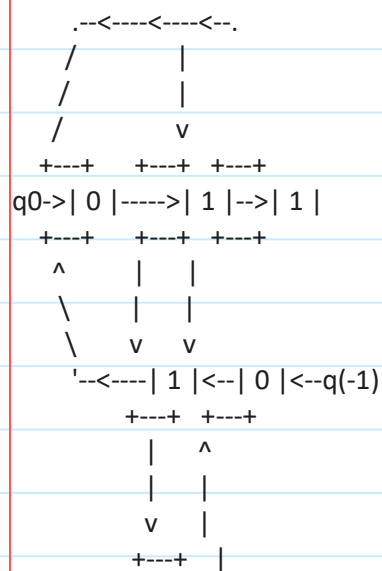 .--<----<----<--.
/ |
/ |
/ v
+---+ +---+ +---+
q0->| 0 |----->| 1 |-->| 1 |
+---+ +---+ +---+
^ | |
\ | |
\ v v
'--<----| 1 |<--| 0 |<--q(-1)
+---+ +---+
| ^
| |
v |
+---+ |